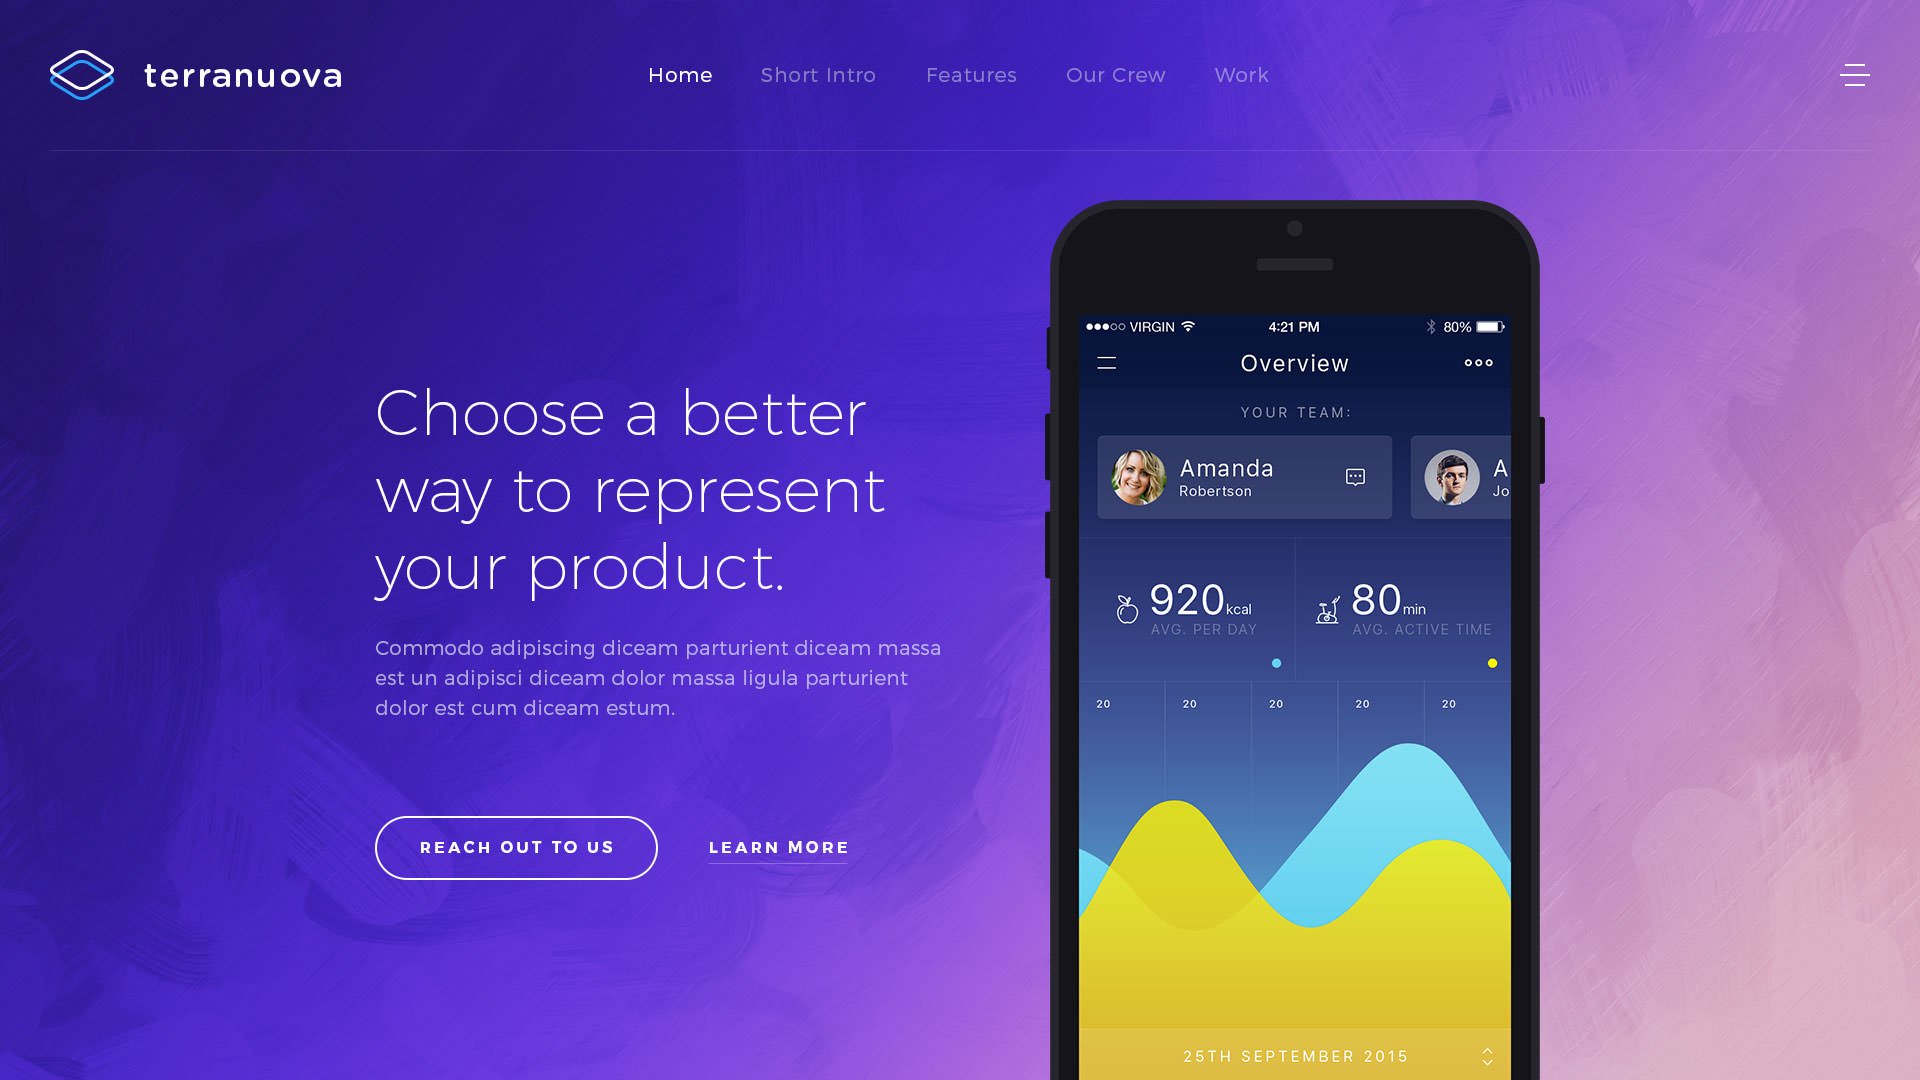 terranuova
Home Short Intro Features Our Crew Work
Choose a better
way to represent
your product.
Commodo adipiscing diceam parturient diceam massa
est un adipisci diceam dolor massa ligula parturient
dolor est cum diceam estum.
REACH OUT TO US
LEARN MORE
VIRGIN 4:21 PM 80%
Overview
YOUR TEAM:
Amanda
Robertson
A
Jo
920kcal
AVG. PER DAY
80min
AVG. ACTIVE TIME
20 20 20 20 20
25TH SEPTEMBER 2015